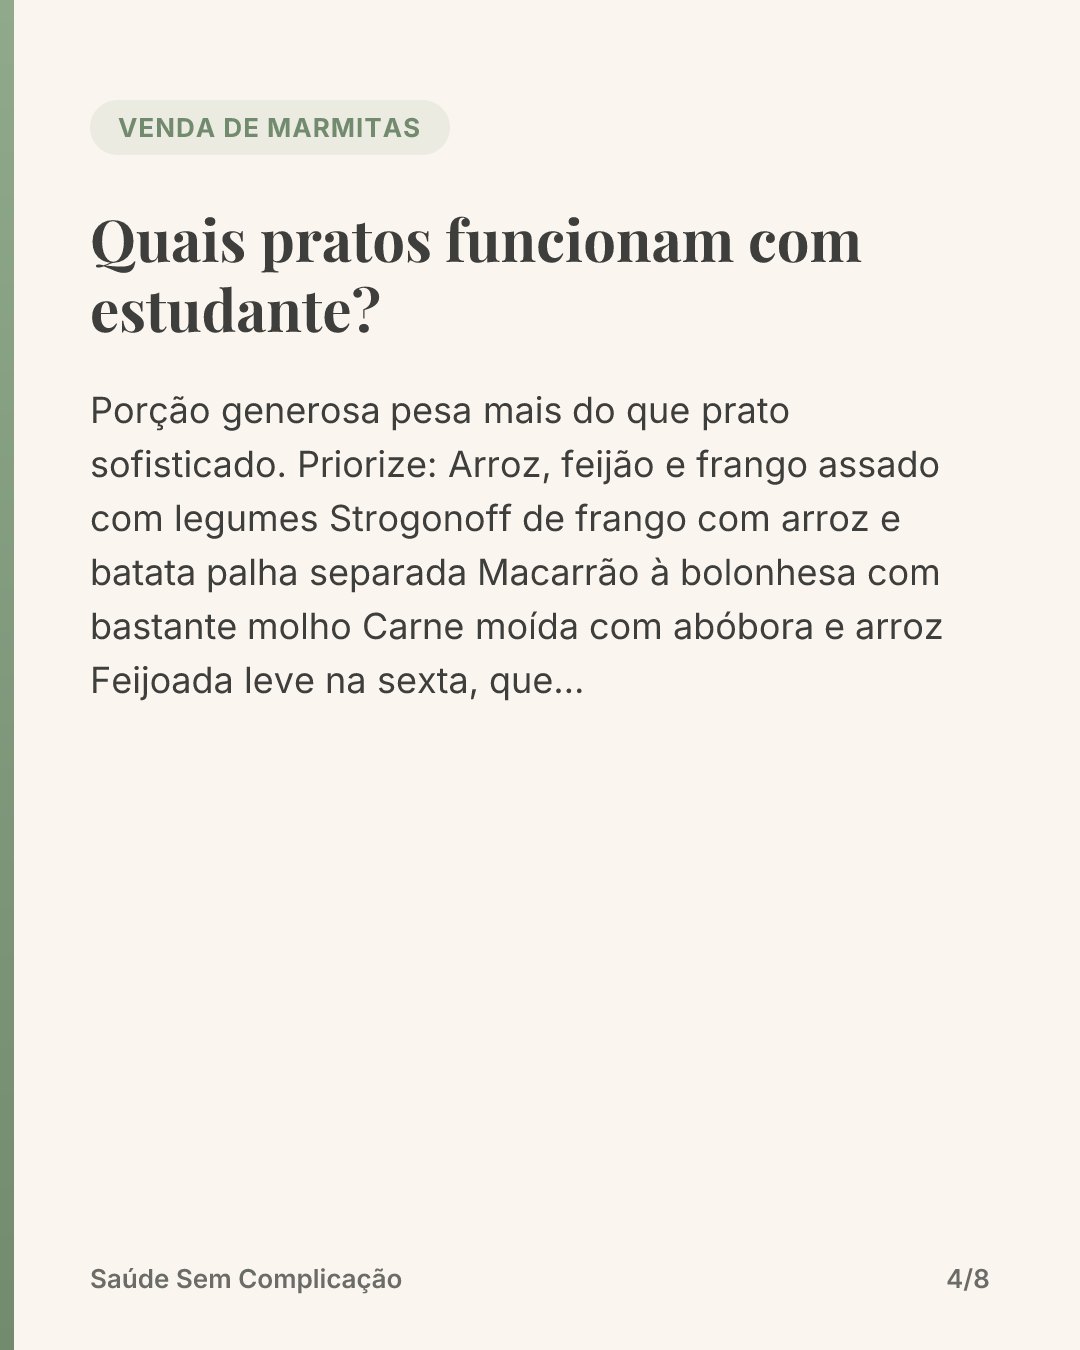 VENDA DE MARMITAS
Quais pratos funcionam com
estudante?
Porção generosa pesa mais do que prato
sofisticado. Priorize: Arroz, feijão e frango assado
com legumes Strogonoff de frango com arroz e
batata palha separada Macarrão à bolonhesa com
bastante molho Carne moída com abóbora e arroz
Feijoada leve na sexta, que...
Saúde Sem Complicação
4/8